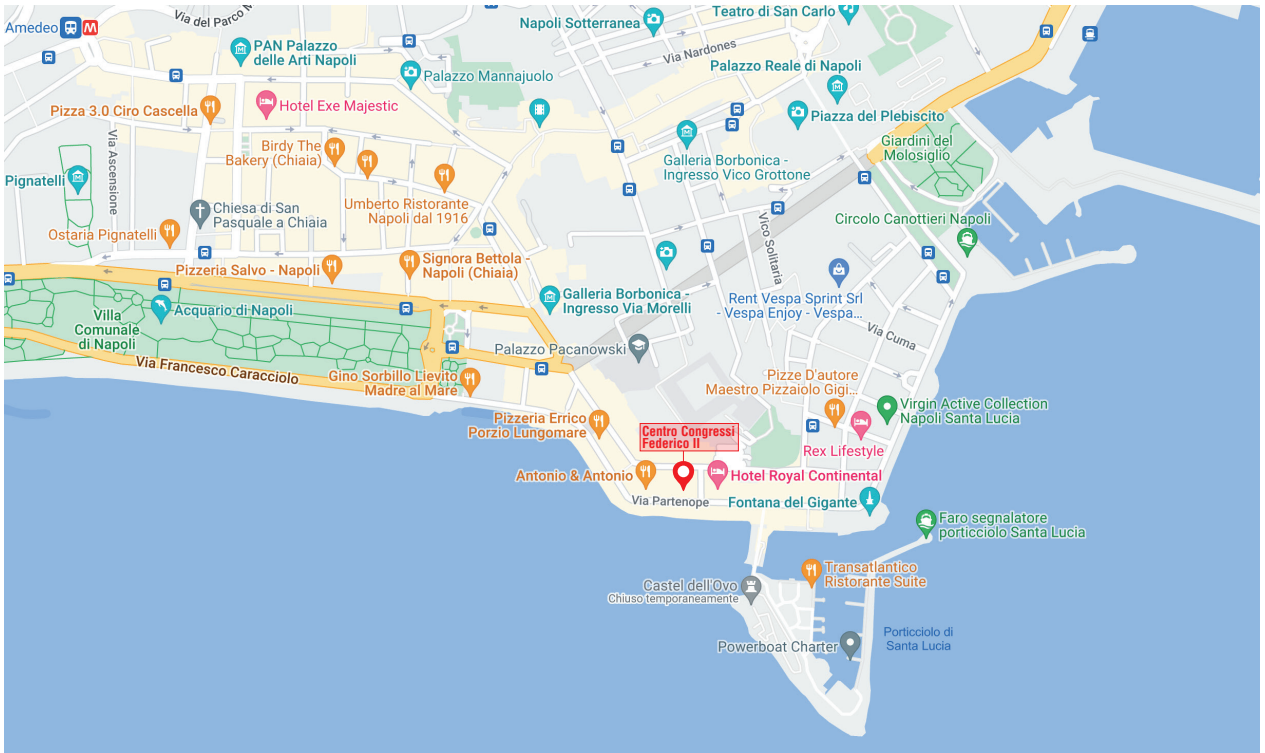 Via del Parco M
Amedeo
M
Napoli Sotterranea
Teatro di San Carlo
PAN Palazzo
delle Arti Napoli
Via Nardones
Palazzo Mannajuolo
Palazzo Reale di Napoli
Pizza 3.0 Ciro Cascella
Hotel Exe Majestic
Piazza del Plebiscito
Via Ascensione
Birdy The
Bakery (Chiaia)
Giardini del
Molosiglio
Galleria Borbonica -
Ingresso Vico Grottone
Pignatelli
Umberto Ristorante
Napoli dal 1916
Chiesa di San
Pasquale a Chiaia
Vico Solitaria
Circolo Canottieri Napoli
Ostaria Pignatelli
Pizzeria Salvo - Napoli
Signora Bettola -
Napoli (Chiaia)
Galleria Borbonica -
Ingresso Via Morelli
Rent Vespa Sprint Srl
- Vespa Enjoy - Vespa...
Villa
Comunale
di Napoli
Acquario di Napoli
Via Cuma
Palazzo Pacanowski
Via Francesco Caracciolo
Gino Sorbillo Lievito
Madre al Mare
Pizze D'autore
Maestro Pizzaiolo Gigi...
Virgin Active Collection
Napoli Santa Lucia
Pizzeria Errico
Porzio Lungomare
Centro Congressi
Federico II
Rex Lifestyle
Antonio & Antonio
Hotel Royal Continental
Via Partenope
Fontana del Gigante
Faro segnalatore
porticciolo Santa Lucia
Transatlantico
Ristorante Suite
Castel dell'Ovo
Chiuso temporaneamente
Powerboat Charter
Porticciolo di
Santa Lucia